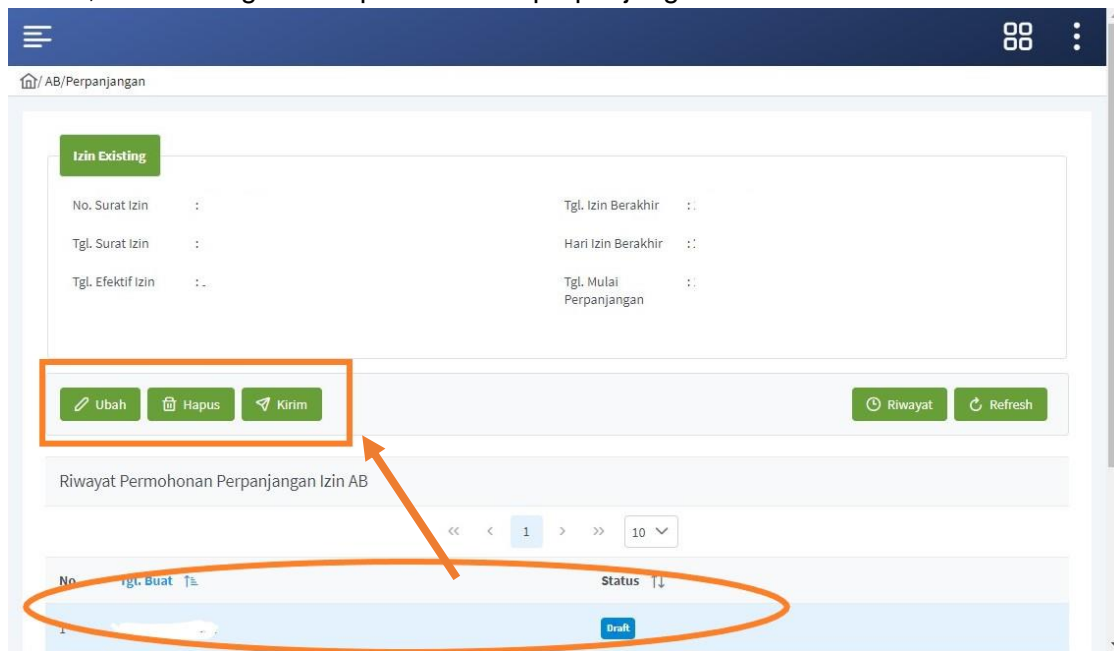 / AB/Perpanjangan
Izin Existing
No. Surat Izin :
Tgl. Izin Berakhir :
Tgl. Surat Izin :
Hari Izin Berakhir :
Tgl. Efektif Izin :
Tgl. Mulai Perpanjangan :
Ubah Hapus Kirim Riwayat Refresh
Riwayat Permohonan Perpanjangan Izin AB
<< < 1 > >> 10
No Tgl. Buat Status
1 Draft